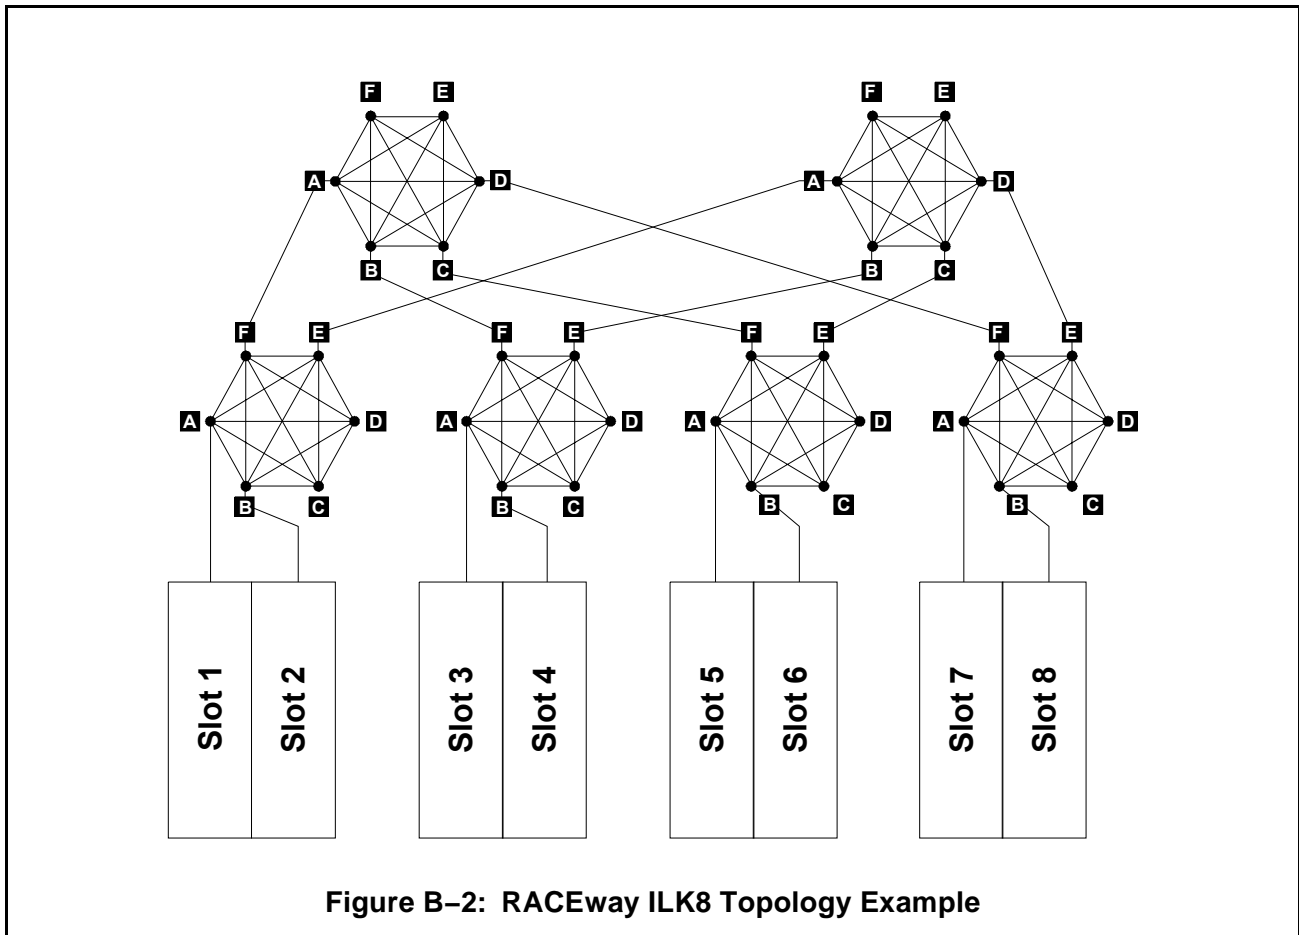 F E F E
A D A D
B C B C
F E F E F E F E
A D A D A D A D
B C B C B C B C
Slot 1 Slot 2 Slot 3 Slot 4 Slot 5 Slot 6 Slot 7 Slot 8
Figure B–2: RACEway ILK8 Topology Example